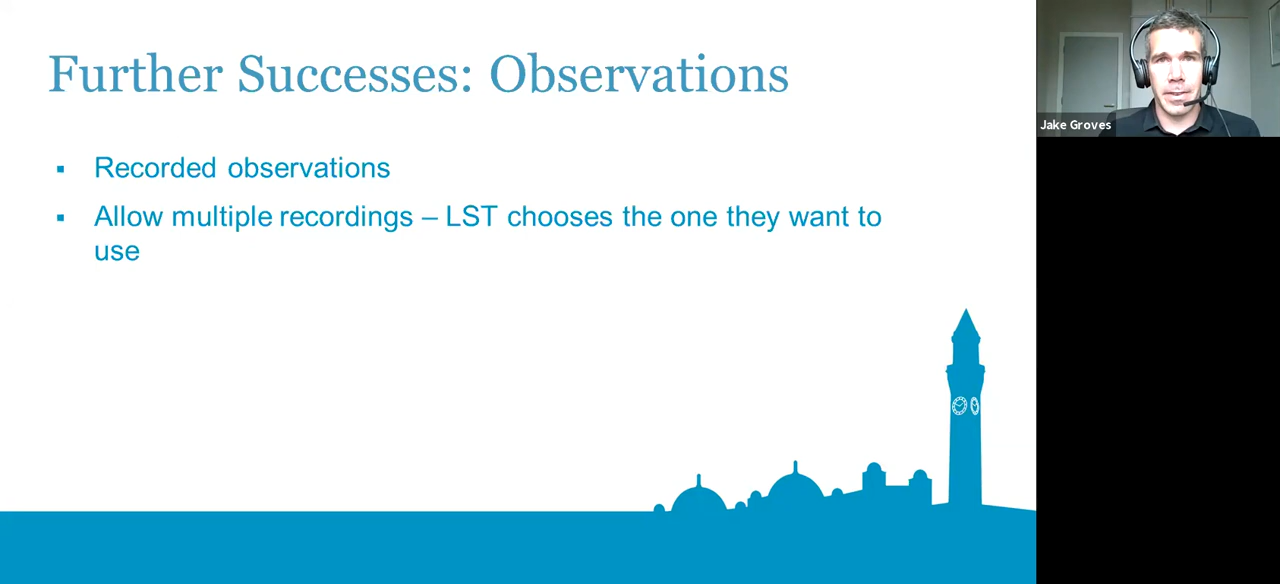 Further Successes: Observations
Jake Groves
▪ Recorded observations
▪ Allow multiple recordings – LST chooses the one they want to
use